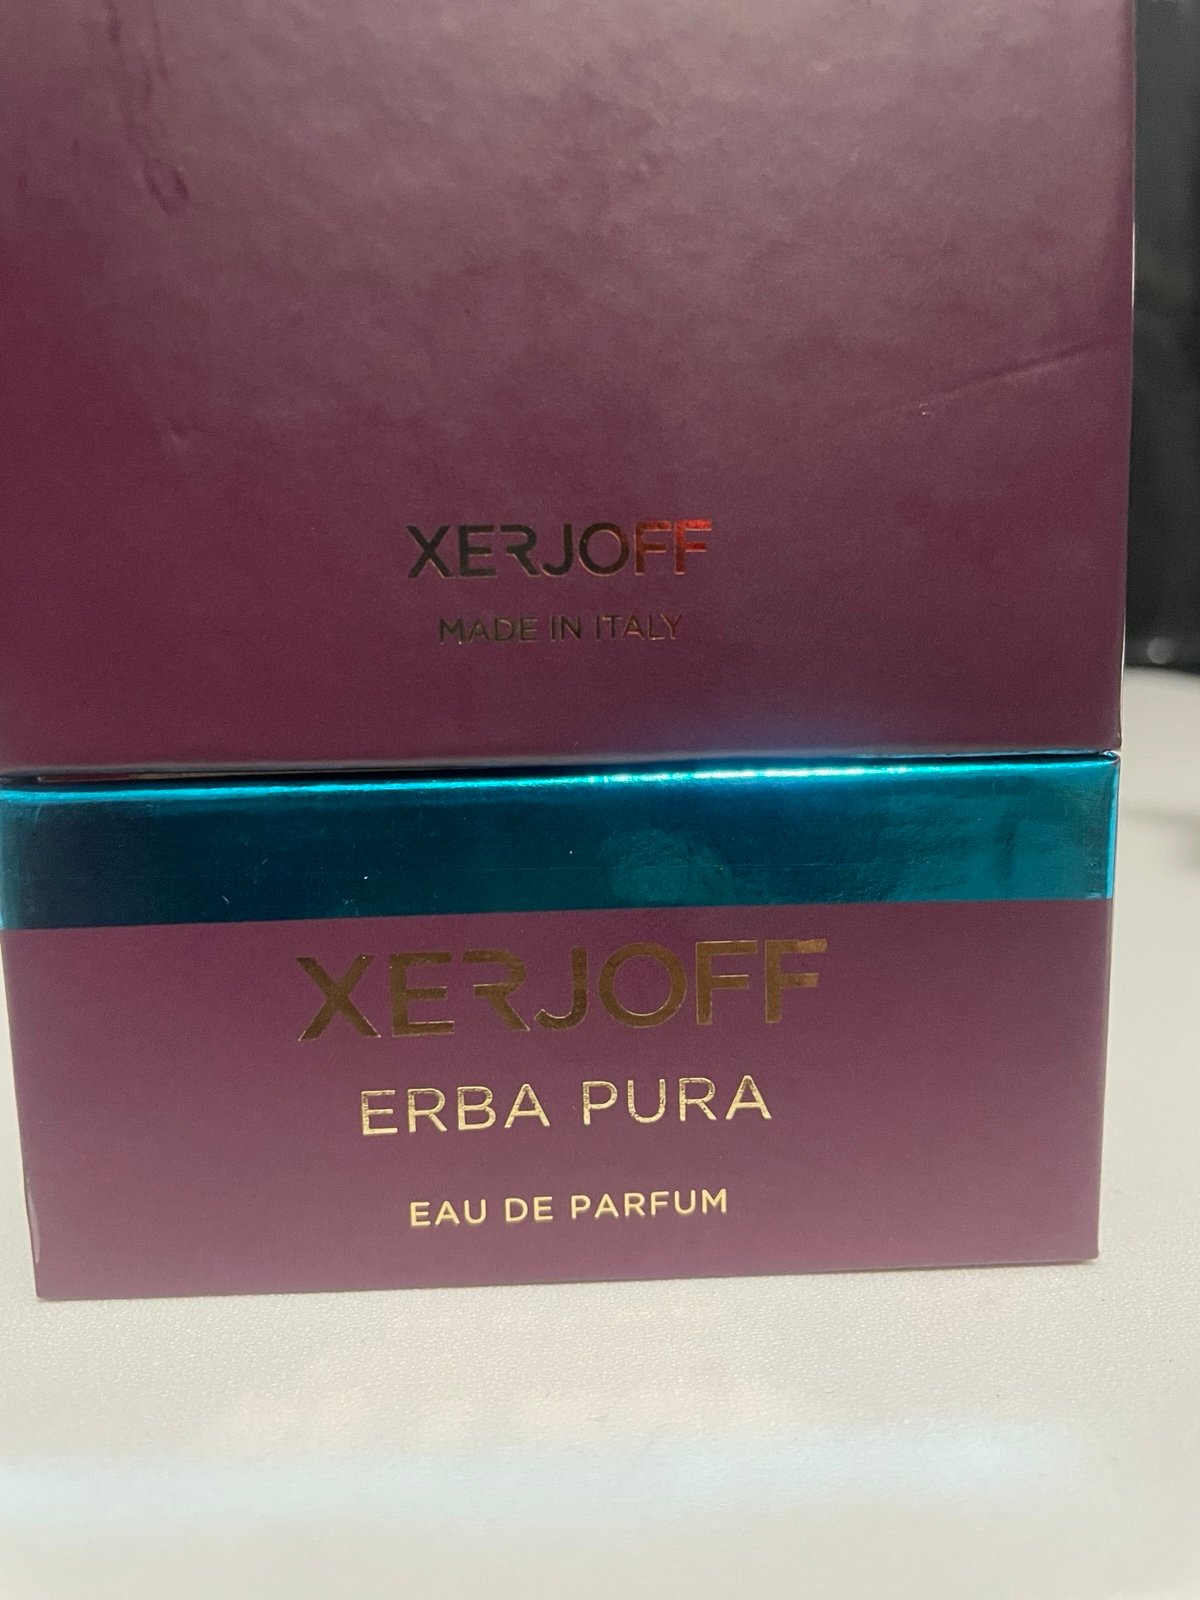 XERJOFF
MADE IN ITALY
XERJOFF
ERBA PURA
EAU DE PARFUM